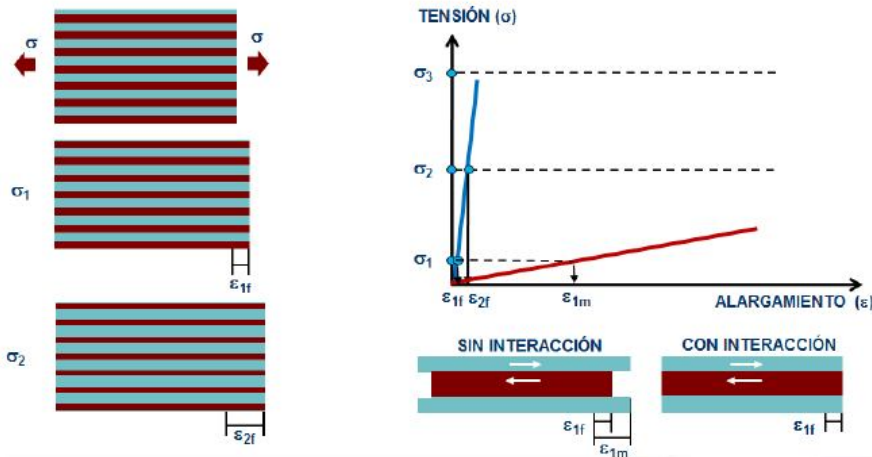 σ
σ
σ₁
ε₁f
σ₂
ε₂f
TENSIÓN (σ)
σ₃
σ₂
σ₁
ε₁f ε₂f
ε₁m
ALARGAMIENTO (ε)
SIN INTERACCIÓN
CON INTERACCIÓN
ε₁f
ε₁m
ε₁f